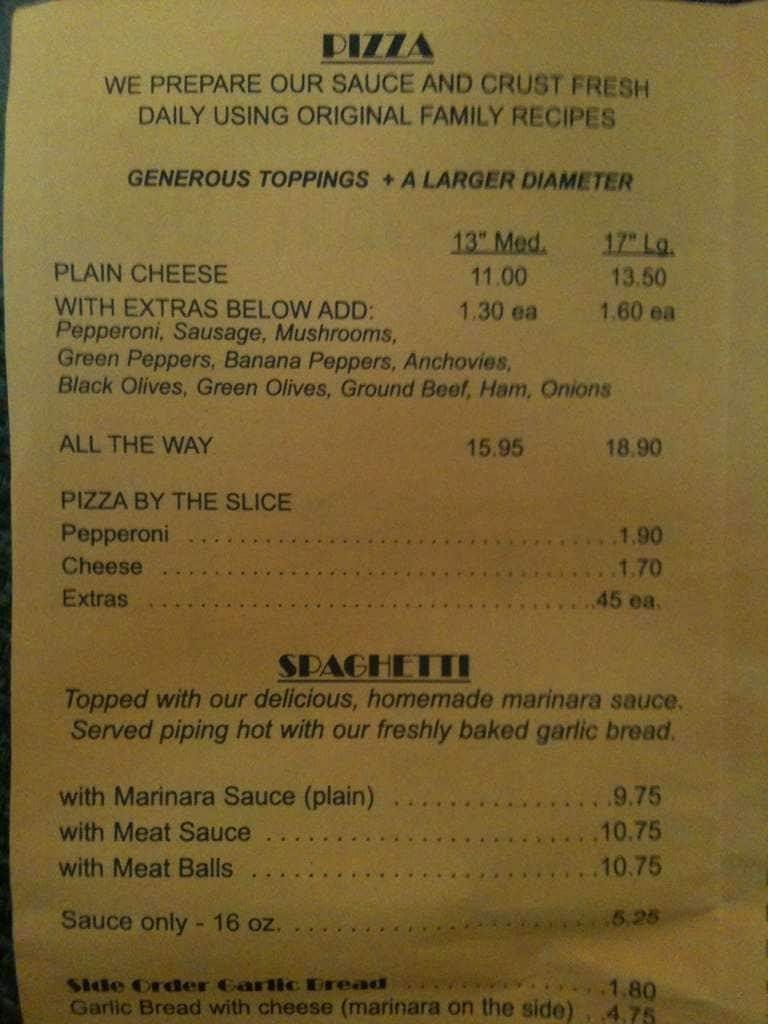 PIZZA
WE PREPARE OUR SAUCE AND CRUST FRESH
DAILY USING ORIGINAL FAMILY RECIPES
GENEROUS TOPPINGS + A LARGER DIAMETER
13" Med. 17" Lg.
PLAIN CHEESE 11.00 13.50
WITH EXTRAS BELOW ADD: 1.30 ea 1.60 ea
Pepperoni, Sausage, Mushrooms,
Green Peppers, Banana Peppers, Anchovies,
Black Olives, Green Olives, Ground Beef, Ham, Onions
ALL THE WAY 15.95 18.90
PIZZA BY THE SLICE
Pepperoni ........................................1.90
Cheese ..........................................1.70
Extras .........................................45 ea.
SPAGHETTI
Topped with our delicious, homemade marinara sauce.
Served piping hot with our freshly baked garlic bread.
with Marinara Sauce (plain) .................9.75
with Meat Sauce ..........................10.75
with Meat Balls ...........................10.75
Sauce only - 16 oz. .........................5.25
Side Order Garlic Bread ................1.80
Garlic Bread with cheese (marinara on the side) ..4.75